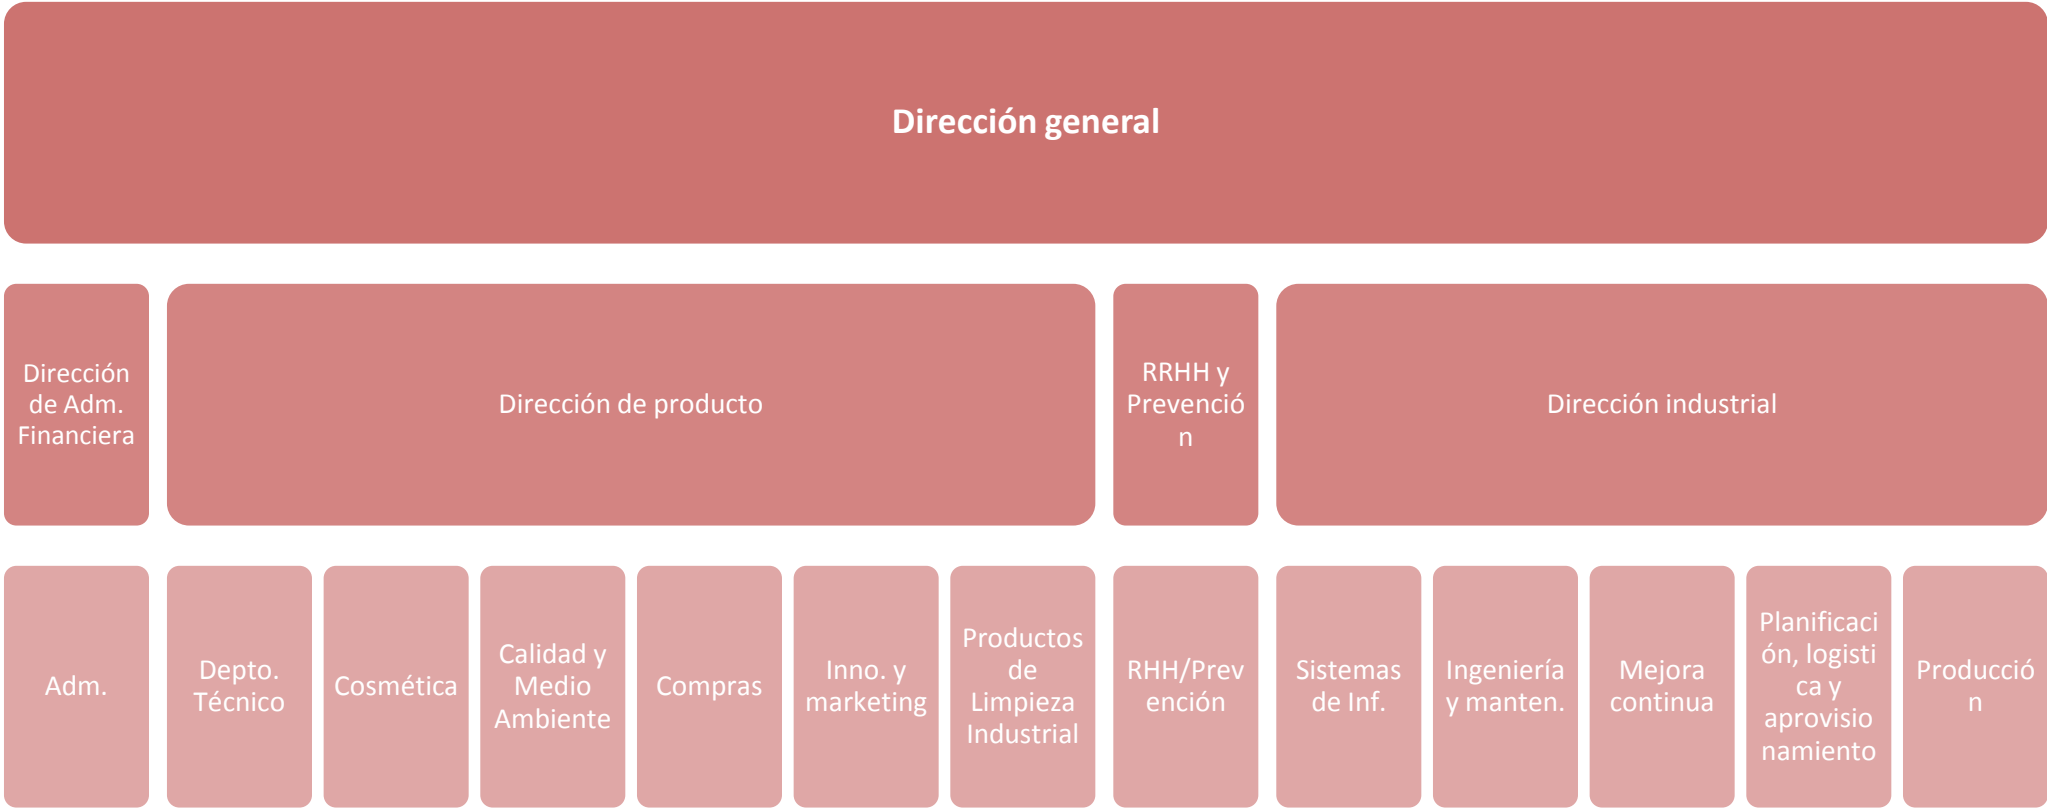 Dirección general
Dirección
de Adm.
Financiera
Dirección de producto
RRHH y
Prevenció
n
Dirección industrial
Adm.
Depto.
Técnico
Cosmética
Calidad y
Medio
Ambiente
Compras
Inno. y
marketing
Productos
de
Limpieza
Industrial
RHH/Prev
ención
Sistemas
de Inf.
Ingeniería
y manten.
Mejora
continua
Planificaci
ón, logisti
ca y
aprovisio
namiento
Producció
n